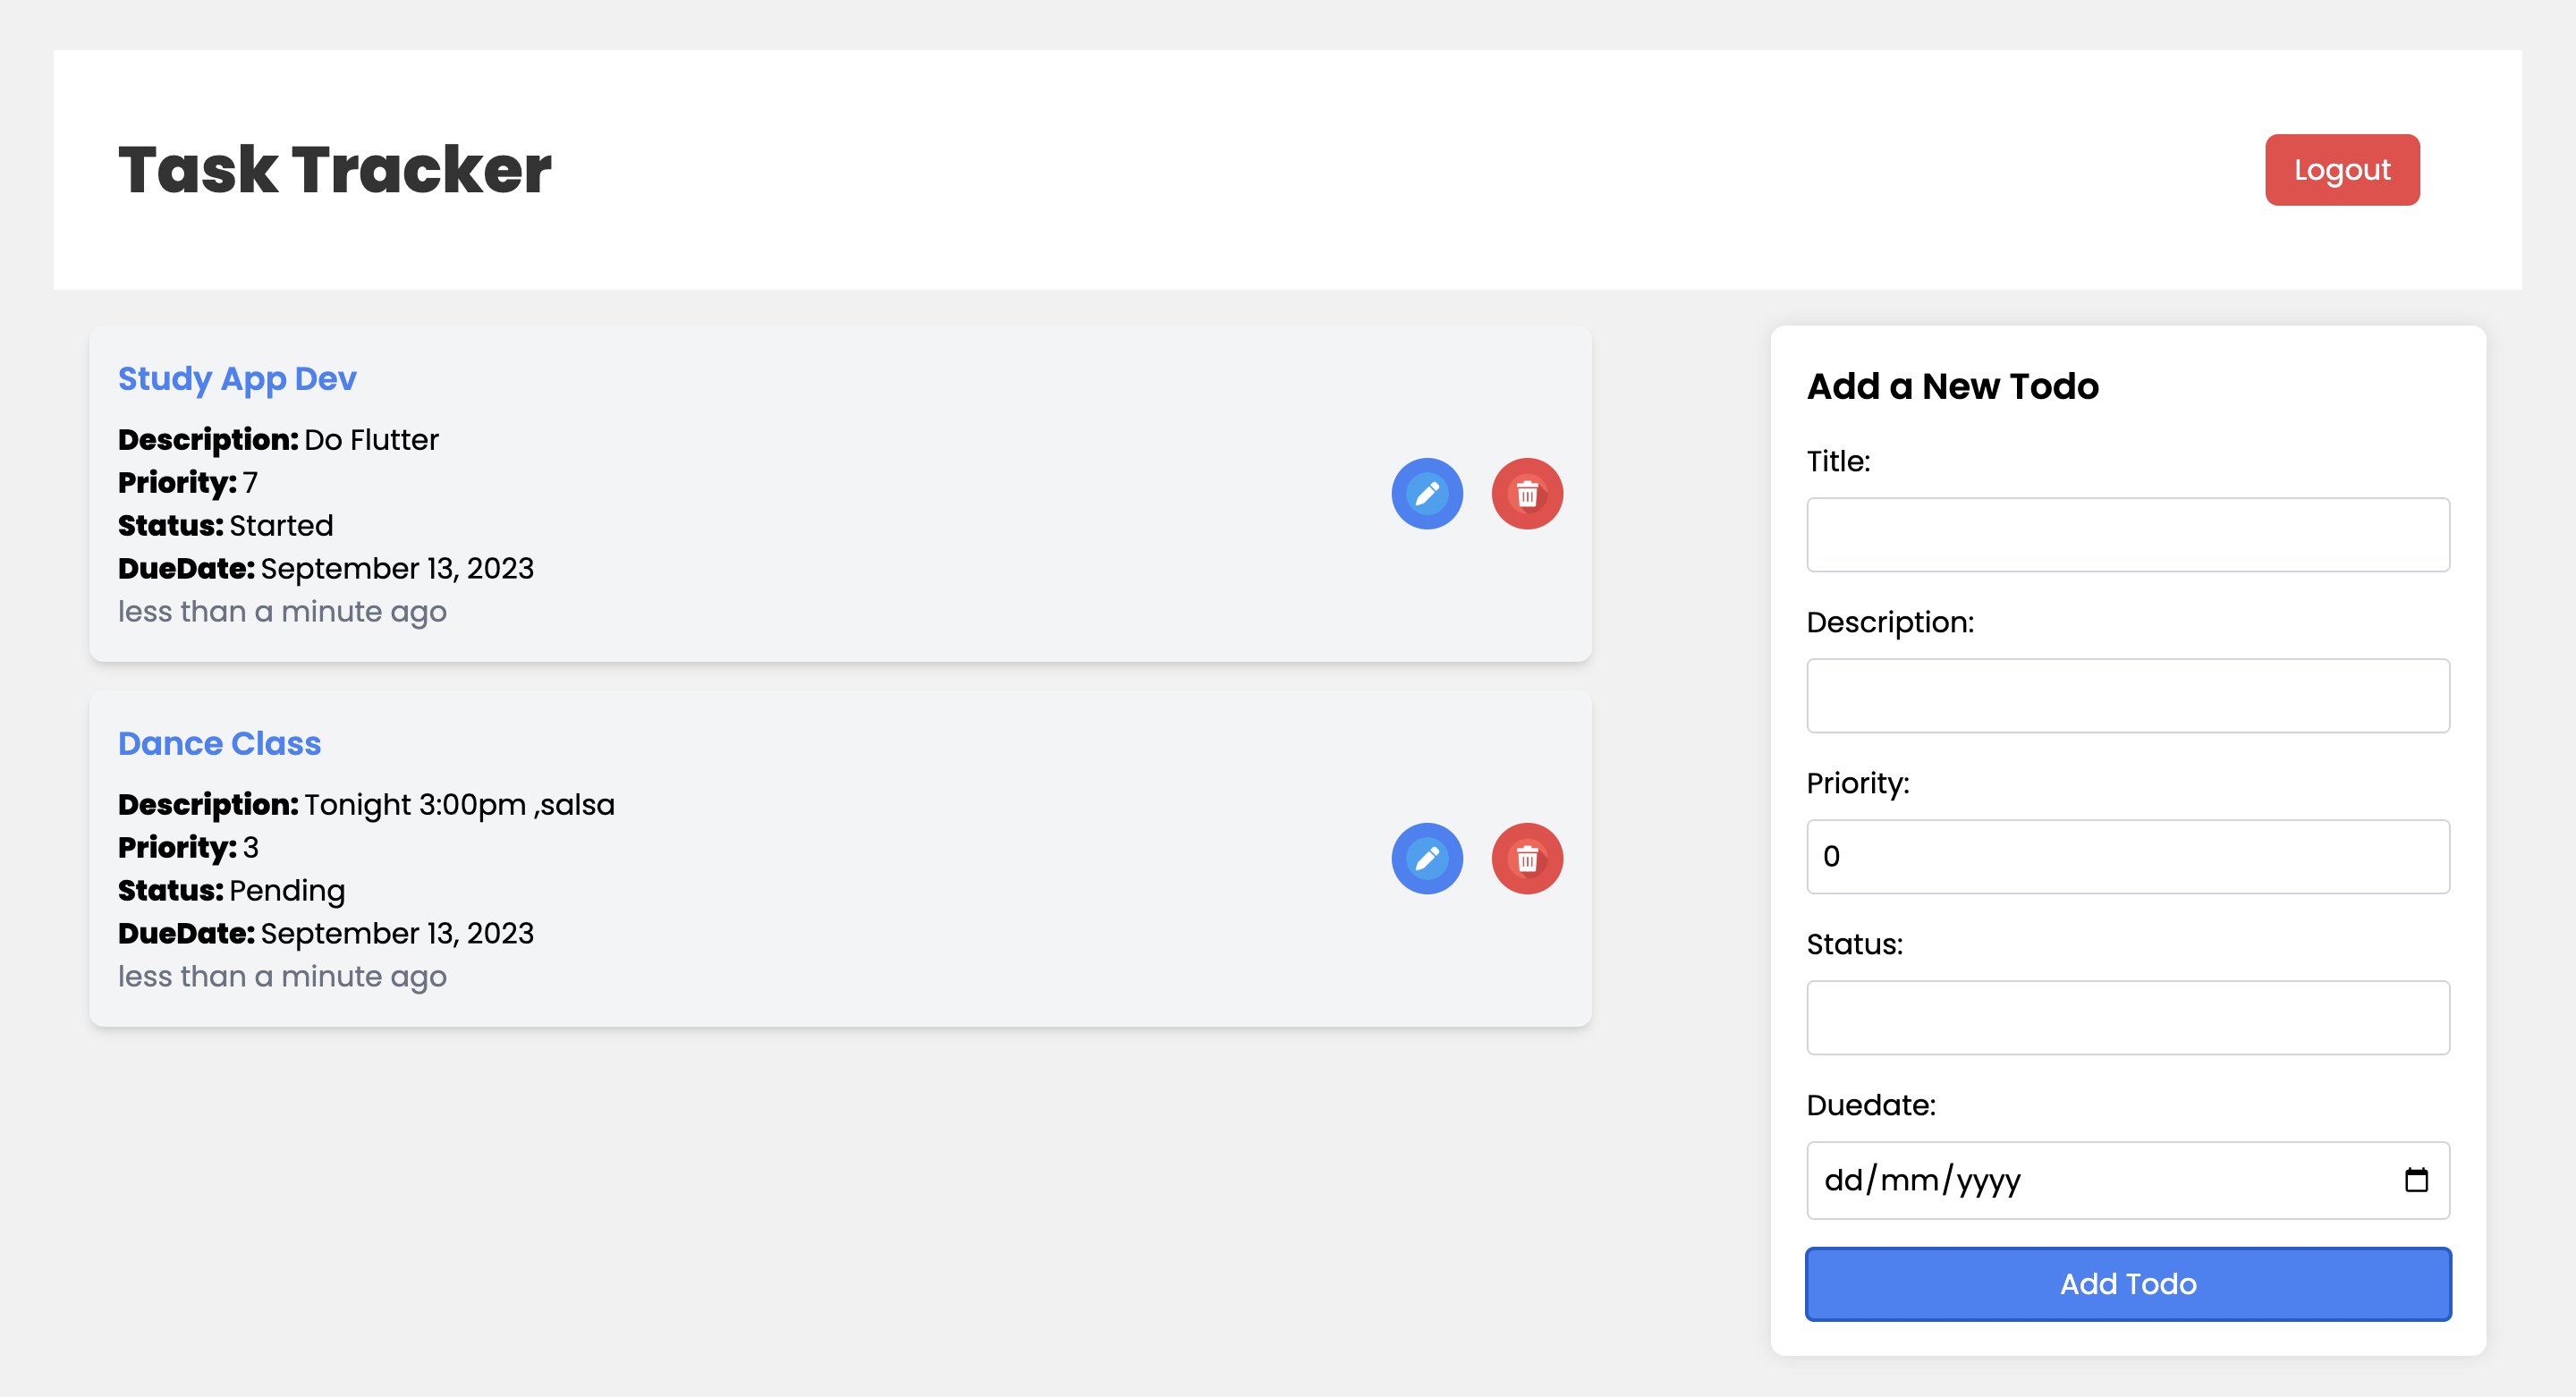 Task Tracker
Logout
Study App Dev
Description: Do Flutter
Priority: 7
Status: Started
DueDate: September 13, 2023
less than a minute ago
Dance Class
Description: Tonight 3:00pm ,salsa
Priority: 3
Status: Pending
DueDate: September 13, 2023
less than a minute ago
Add a New Todo
Title:
Description:
Priority:
0
Status:
Duedate:
dd/mm/yyyy
Add Todo